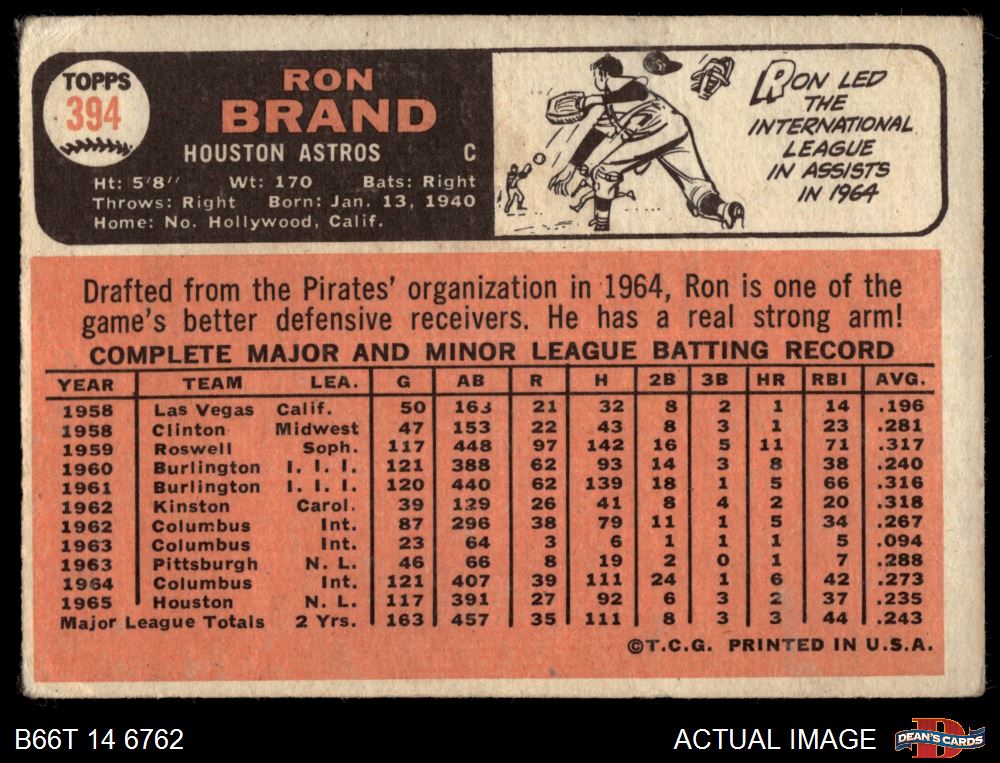 TOPPS
394
RON
BRAND
HOUSTON ASTROS C
Ht: 5'8" Wt: 170 Bats: Right
Throws: Right Born: Jan. 13, 1940
Home: No. Hollywood, Calif.
RON LED
THE
INTERNATIONAL
LEAGUE
IN ASSISTS
IN 1964
Drafted from the Pirates' organization in 1964, Ron is one of the
game's better defensive receivers. He has a real strong arm!
COMPLETE MAJOR AND MINOR LEAGUE BATTING RECORD
YEAR TEAM LEA. G AB R H 2B 3B HR RBI AVG.
1958 Las Vegas Calif. 50 163 21 32 8 2 1 14 .196
1958 Clinton Midwest 47 153 22 43 8 3 1 23 .281
1959 Roswell Soph. 117 448 97 142 16 5 11 71 .317
1960 Burlington I. I. I. 121 388 62 93 14 3 8 38 .240
1961 Burlington I. I. I. 120 440 62 139 18 1 5 66 .316
1962 Kinston Carol. 39 129 26 41 8 4 2 20 .318
1962 Columbus Int. 87 296 38 79 11 1 5 34 .267
1963 Columbus Int. 23 64 3 6 1 1 1 5 .094
1963 Pittsburgh N. L. 46 66 8 19 2 0 1 7 .288
1964 Columbus Int. 121 407 39 111 24 1 6 42 .273
1965 Houston N. L. 117 391 27 92 6 3 2 37 .235
Major League Totals 2 Yrs. 163 457 35 111 8 3 3 44 .243
©T.C.G. PRINTED IN U.S.A.
B66T 14 6762
ACTUAL IMAGE
DEAN'S CARDS